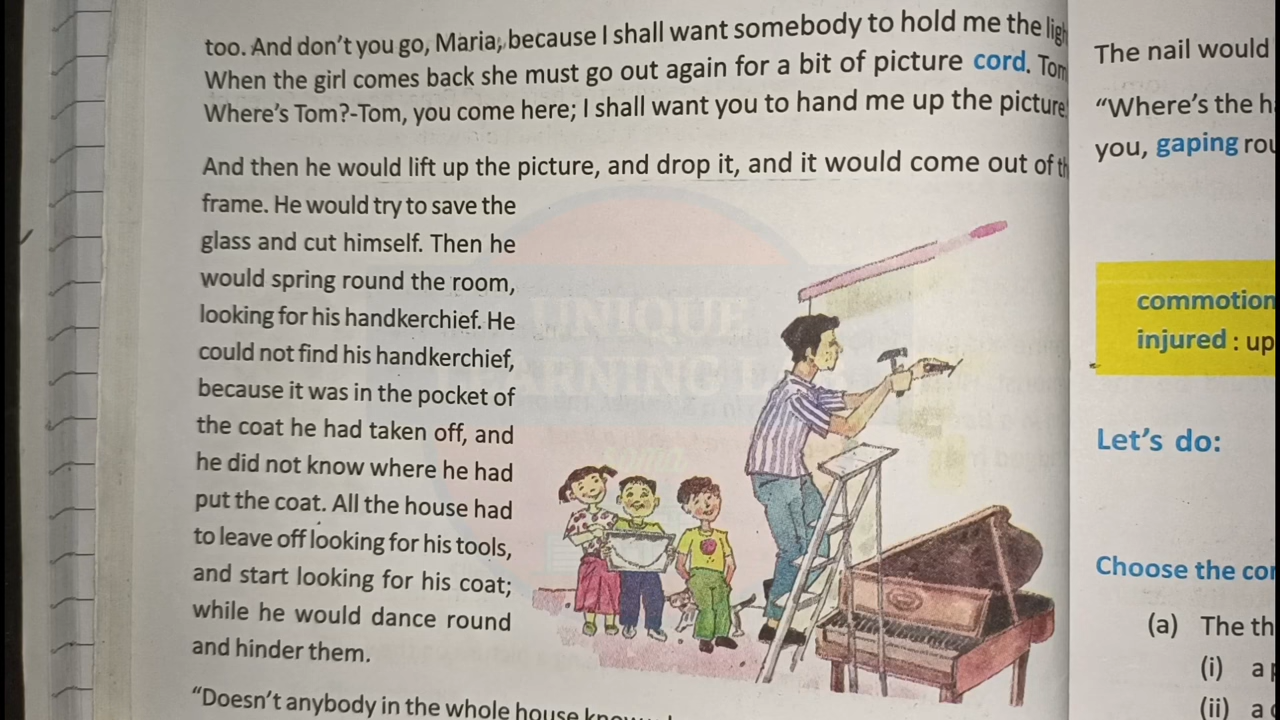 too. And don't you go, Maria; because I shall want somebody to hold me the
When the girl comes back she must go out again for a bit of picture cord. Tom
Where's Tom?-Tom, you come here; I shall want you to hand me up the picture
And then he would lift up the picture, and drop it, and it would come out of
frame. He would try to save the
glass and cut himself. Then he
would spring round the room,
looking for his handkerchief. He
could not find his handkerchief,
because it was in the pocket of
the coat he had taken off, and
he did not know where he had
put the coat. All the house had
to leave off looking for his tools,
and start looking for his coat;
while he would dance round
and hinder them.
"Doesn't anybody in the whole house
UNIQUE
LEARNING
The nail would
"Where's the
you, gaping
commotion
injured : up
Let's do:
Choose the
(a) The
(i) a
(ii) a